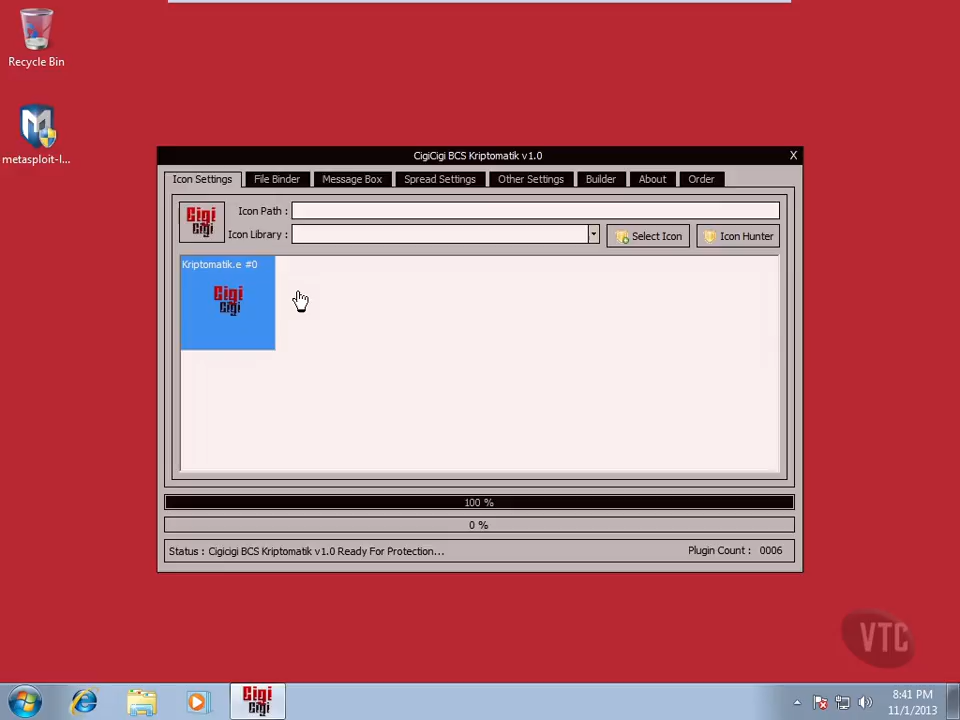 Recycle Bin
metasploit-l...
CigiCigi BCS Kriptomatik v1.0
X
Icon Settings
File Binder
Message Box
Spread Settings
Other Settings
Builder
About
Order
Cigi
Cigi
Icon Path :
Icon Library :
Select Icon
Icon Hunter
Kriptomatik.e #0
Cigi
Cigi
100 %
0 %
Status : Cigicigi BCS Kriptomatik v1.0 Ready For Protection...
Plugin Count : 0006
VTC
Cigi
Cigi
8:41 PM
11/1/2013